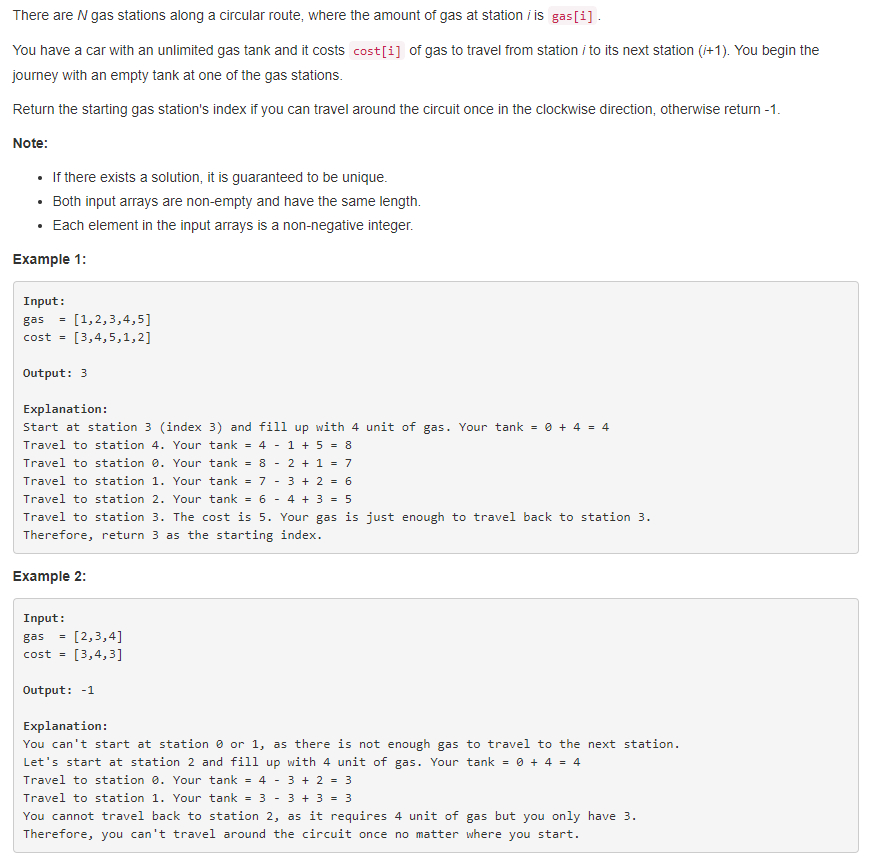 There are N gas stations along a circular route, where the amount of gas at station i is gas[i].
You have a car with an unlimited gas tank and it costs cost[i] of gas to travel from station i to its next station (i+1). You begin the
journey with an empty tank at one of the gas stations.
Return the starting gas station's index if you can travel around the circuit once in the clockwise direction, otherwise return -1.
Note:
• If there exists a solution, it is guaranteed to be unique.
• Both input arrays are non-empty and have the same length.
• Each element in the input arrays is a non-negative integer.
Example 1:
Input:
gas  = [1,2,3,4,5]
cost = [3,4,5,1,2]
Output: 3
Explanation:
Start at station 3 (index 3) and fill up with 4 unit of gas. Your tank = 0 + 4 = 4
Travel to station 4. Your tank = 4 - 1 + 5 = 8
Travel to station 0. Your tank = 8 - 2 + 1 = 7
Travel to station 1. Your tank = 7 - 3 + 2 = 6
Travel to station 2. Your tank = 6 - 4 + 3 = 5
Travel to station 3. The cost is 5. Your gas is just enough to travel back to station 3.
Therefore, return 3 as the starting index.
Example 2:
Input:
gas  = [2,3,4]
cost = [3,4,3]
Output: -1
Explanation:
You can't start at station 0 or 1, as there is not enough gas to travel to the next station.
Let's start at station 2 and fill up with 4 unit of gas. Your tank = 0 + 4 = 4
Travel to station 0. Your tank = 4 - 3 + 2 = 3
Travel to station 1. Your tank = 3 - 3 + 3 = 3
You cannot travel back to station 2, as it requires 4 unit of gas but you only have 3.
Therefore, you can't travel around the circuit once no matter where you start.